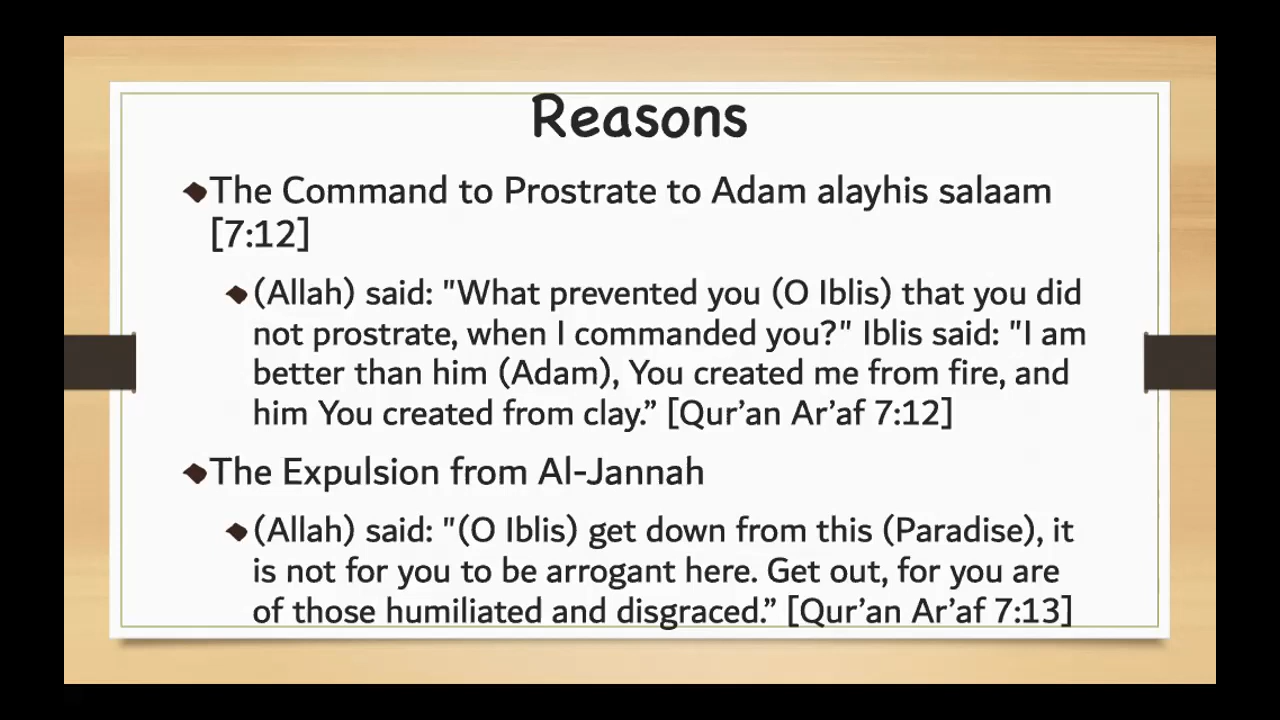 Reasons
The Command to Prostrate to Adam alayhis salaam
[7:12]
(Allah) said: "What prevented you (O Iblis) that you did
not prostrate, when I commanded you?" Iblis said: "I am
better than him (Adam), You created me from fire, and
him You created from clay.” [Qur’an Ar’af 7:12]
The Expulsion from Al-Jannah
(Allah) said: "(O Iblis) get down from this (Paradise), it
is not for you to be arrogant here. Get out, for you are
of those humiliated and disgraced.” [Qur’an Ar’af 7:13]